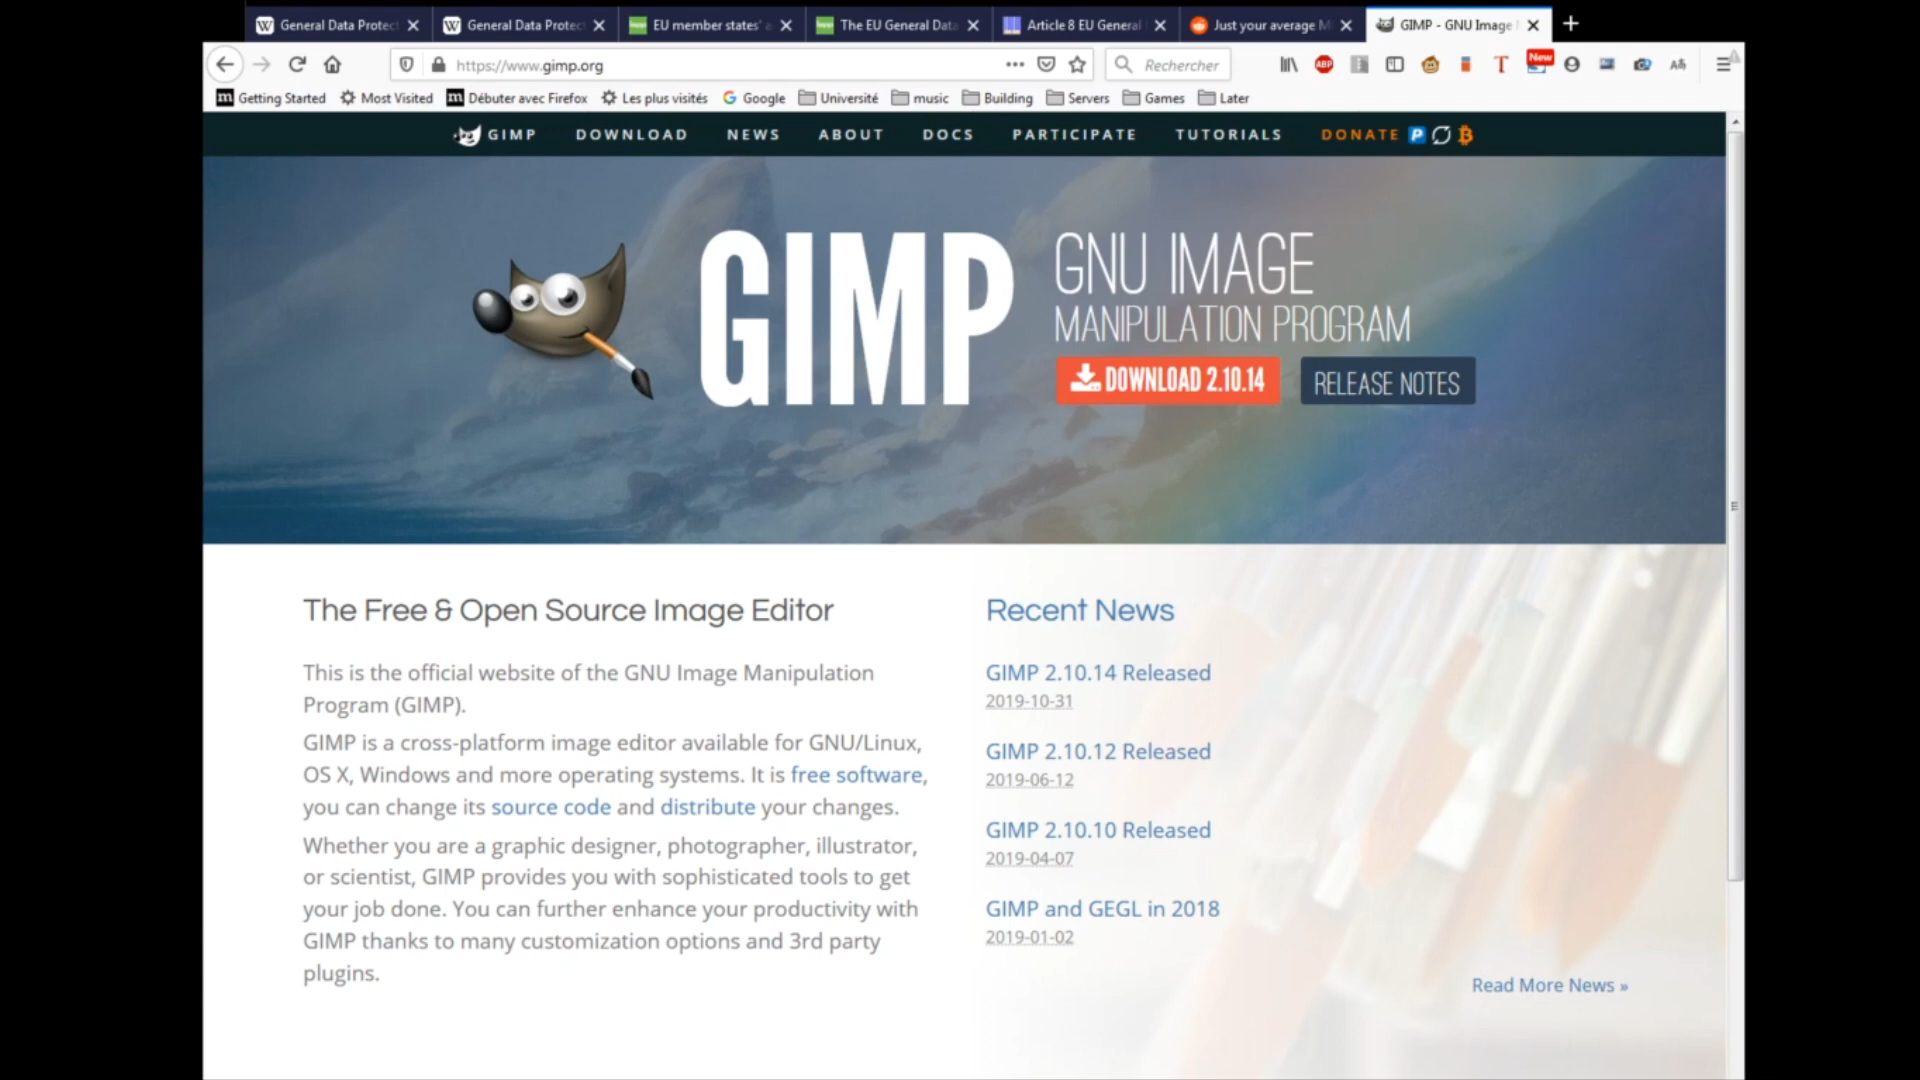 General Data Protect
General Data Protec
EU member states'
The EU General Data
Article 8 EU General
Just your average M
GIMP - GNU Image
https://www.gimp.org
Rechercher
ABP
New
Getting Started
Most Visited
Débuter avec Firefox
Les plus visités
Google
Université
music
Building
Servers
Games
Later
GIMP
DOWNLOAD
NEWS
ABOUT
DOCS
PARTICIPATE
TUTORIALS
DONATE
GIMP
GNU IMAGE
MANIPULATION PROGRAM
DOWNLOAD 2.10.14
RELEASE NOTES
The Free & Open Source Image Editor
This is the official website of the GNU Image Manipulation
Program (GIMP).
GIMP is a cross-platform image editor available for GNU/Linux,
OS X, Windows and more operating systems. It is free software,
you can change its source code and distribute your changes.
Whether you are a graphic designer, photographer, illustrator,
or scientist, GIMP provides you with sophisticated tools to get
your job done. You can further enhance your productivity with
GIMP thanks to many customization options and 3rd party
plugins.
Recent News
GIMP 2.10.14 Released
2019-10-31
GIMP 2.10.12 Released
2019-06-12
GIMP 2.10.10 Released
2019-04-07
GIMP and GEGL in 2018
2019-01-02
Read More News »